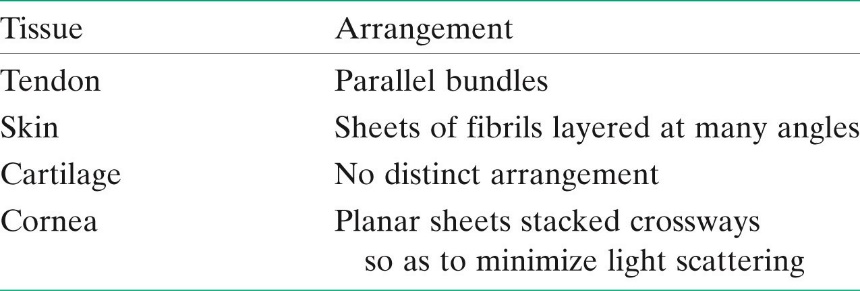 Tissue Arrangement
Tendon Parallel bundles
Skin Sheets of fibrils layered at many angles
Cartilage No distinct arrangement
Cornea Planar sheets stacked crossways
so as to minimize light scattering